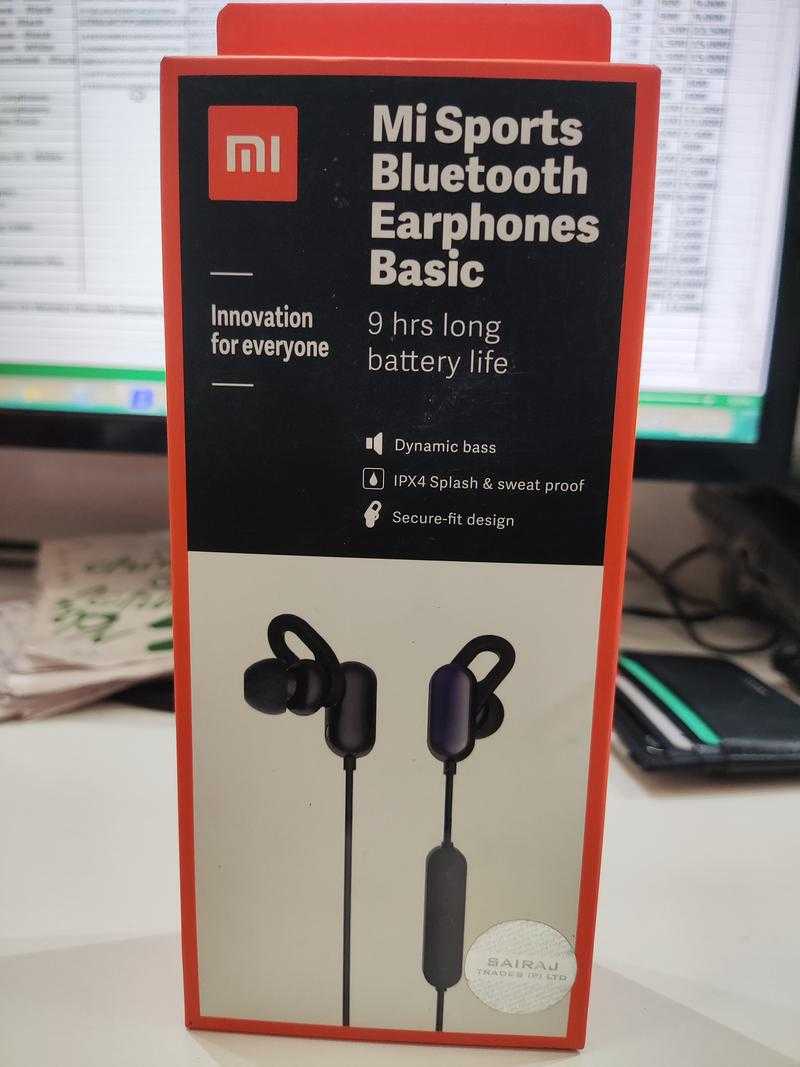 mi
Mi Sports
Bluetooth
Earphones
Basic
Innovation
for everyone
9 hrs long
battery life
Dynamic bass
IPX4 Splash & sweat proof
Secure-fit design
SAIRAJ
TRADES (P) LTD